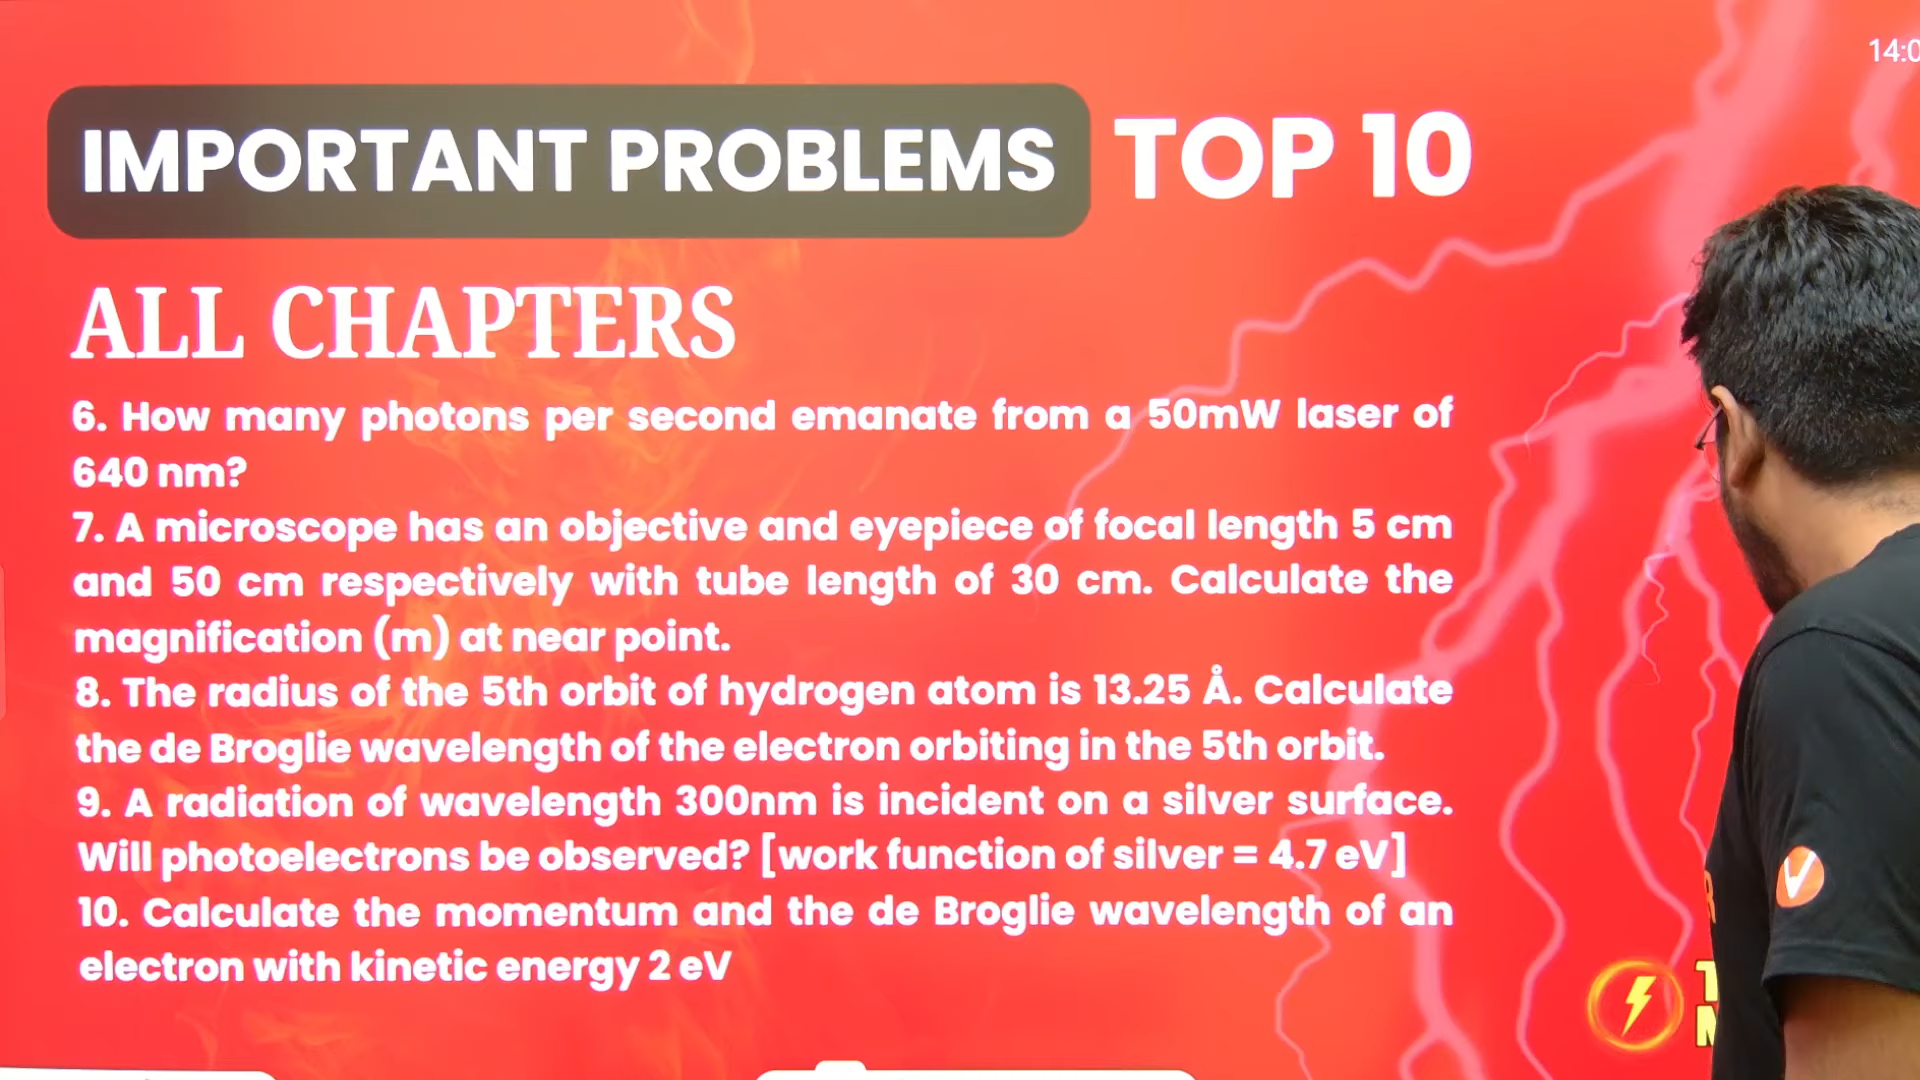 14:0
IMPORTANT PROBLEMS TOP 10
ALL CHAPTERS
6. How many photons per second emanate from a 50mW laser of
640 nm?
7. A microscope has an objective and eyepiece of focal length 5 cm
and 50 cm respectively with tube length of 30 cm. Calculate the
magnification (m) at near point.
8. The radius of the 5th orbit of hydrogen atom is 13.25 Å. Calculate
the de Broglie wavelength of the electron orbiting in the 5th orbit.
9. A radiation of wavelength 300nm is incident on a silver surface.
Will photoelectrons be observed? [work function of silver = 4.7 eV]
10. Calculate the momentum and the de Broglie wavelength of an
electron with kinetic energy 2 eV